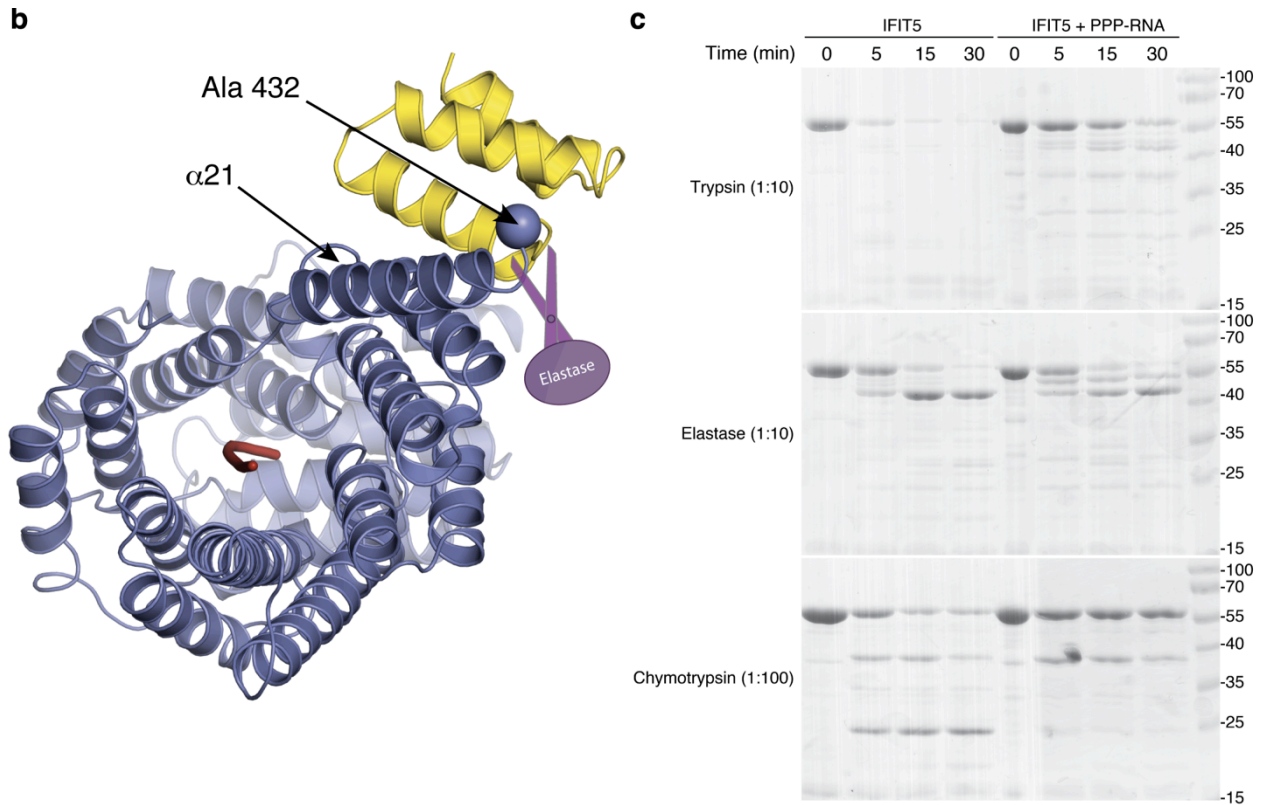 b
Ala 432
α21
Elastase
c
IFIT5 IFIT5 + PPP-RNA
Time (min) 0 5 15 30 0 5 15 30
Trypsin (1:10)
-100
-70
-55
-40
-35
-25
-15
Elastase (1:10)
-100
-70
-55
-40
-35
-25
-15
Chymotrypsin (1:100)
-100
-70
-55
-40
-35
-25
-15